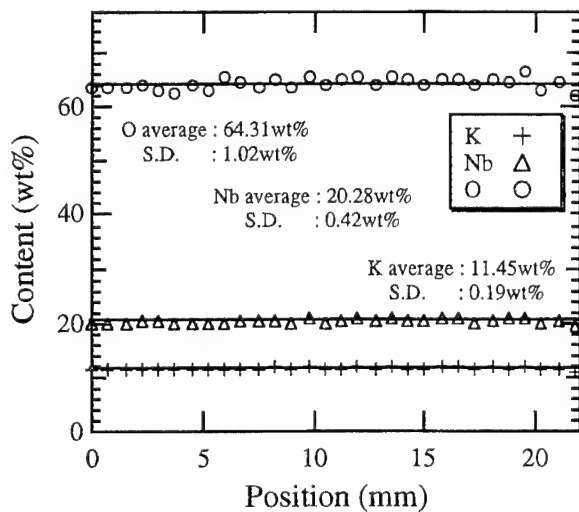 Content (wt%)
60
40
20
0
O average : 64.31wt%
S.D. : 1.02wt%
Nb average : 20.28wt%
S.D. : 0.42wt%
K average : 11.45wt%
S.D. : 0.19wt%
K +
Nb △
O ○
0 5 10 15 20
Position (mm)